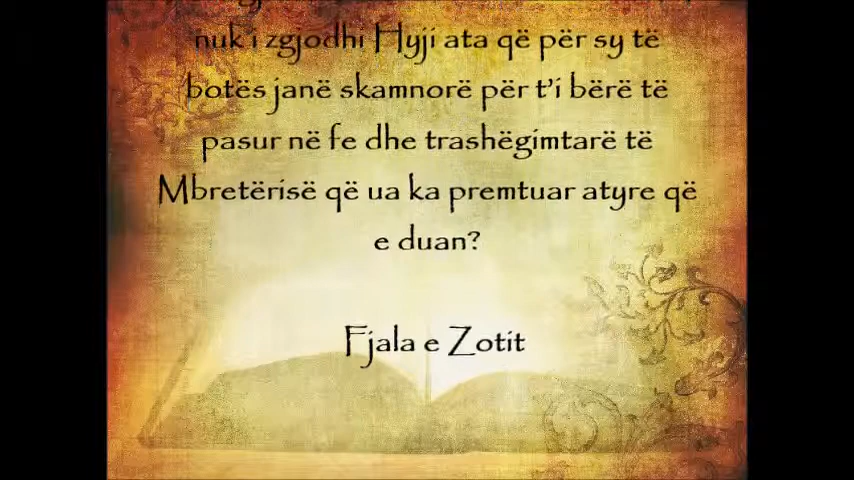 nuk i zgjodhi Hyji ata që për sy të
botës janë skamnorë për t'i bërë të
pasur në fe dhe trashëgimtarë të
Mbretërisë që ua ka premtuar atyre që
e duan?
Fjala e Zotit